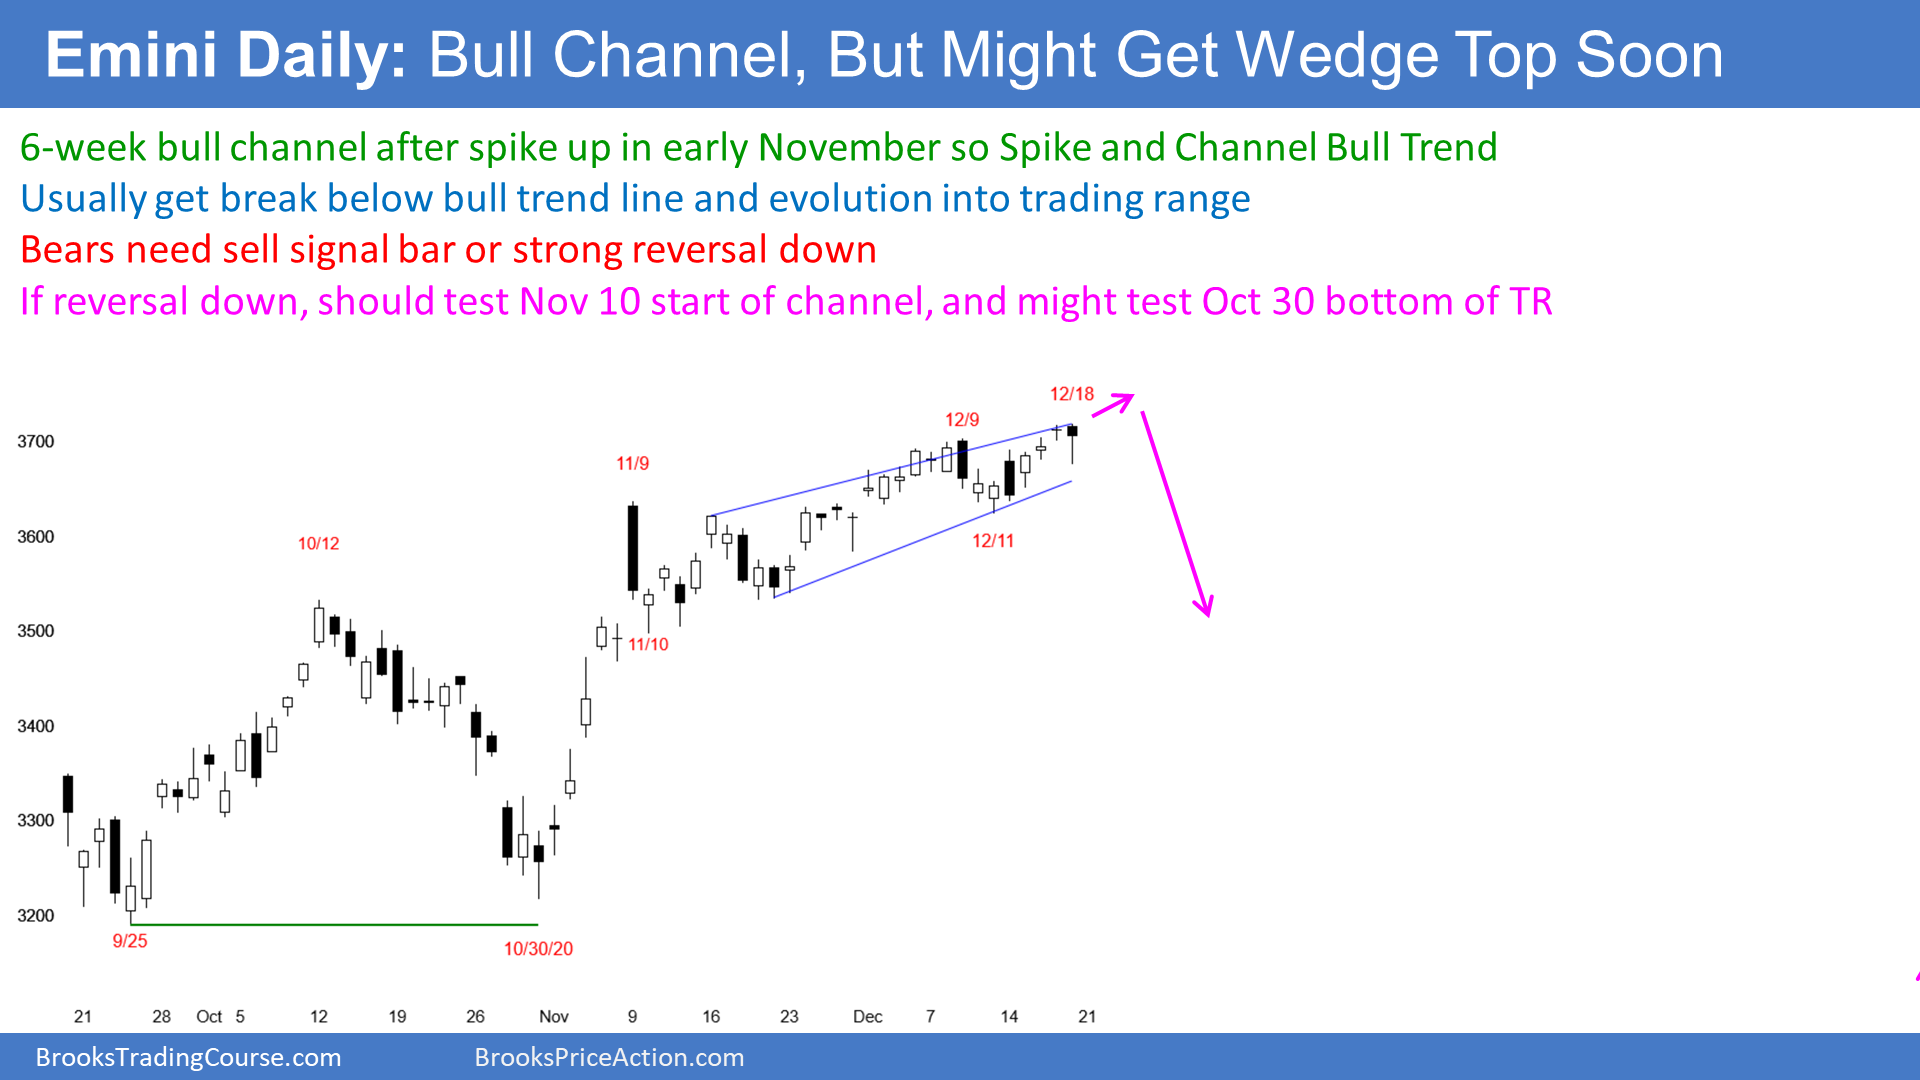 Emini Daily: Bull Channel, But Might Get Wedge Top Soon
6-week bull channel after spike up in early November so Spike and Channel Bull Trend
Usually get break below bull trend line and evolution into trading range
Bears need sell signal bar or strong reversal down
If reversal down, should test Nov 10 start of channel, and might test Oct 30 bottom of TR
12/18
12/9
3700
11/9
3600
10/12
12/11
3500
11/10
3400
3300
3200
9/25
10/30/20
21 28 Oct 5 12 19 26 Nov 9 16 23 Dec 7 14 21
BrooksTradingCourse.com BrooksPriceAction.com